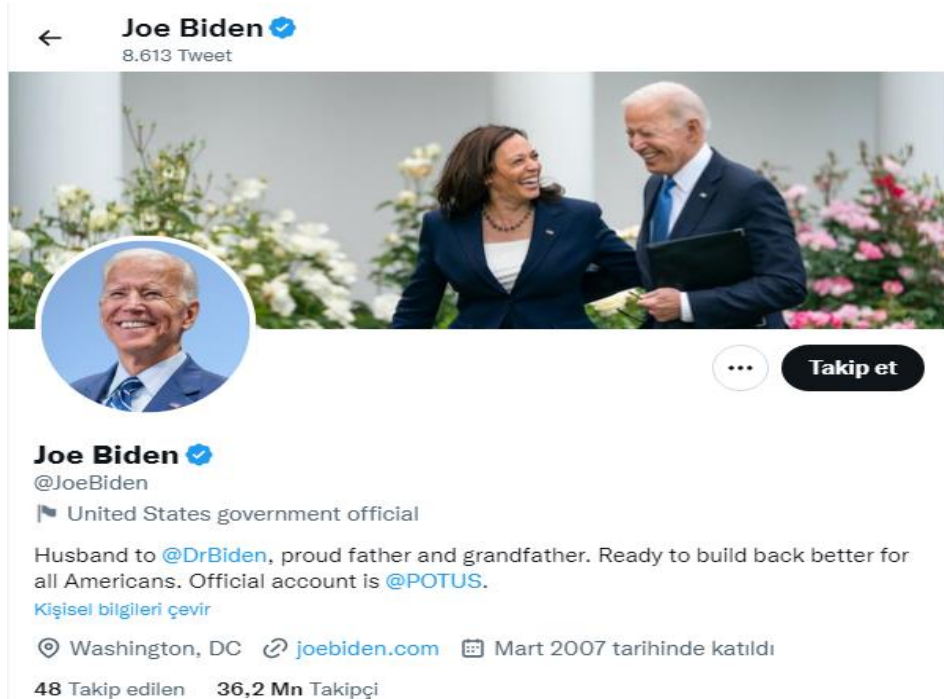 Joe Biden
8.613 Tweet
Takip et
Joe Biden
@JoeBiden
United States government official
Husband to @DrBiden, proud father and grandfather. Ready to build back better for
all Americans. Official account is @POTUS.
Kişisel bilgileri çevir
Washington, DC joebiden.com Mart 2007 tarihinde katıldı
48 Takip edilen 36,2 Mn Takipçi